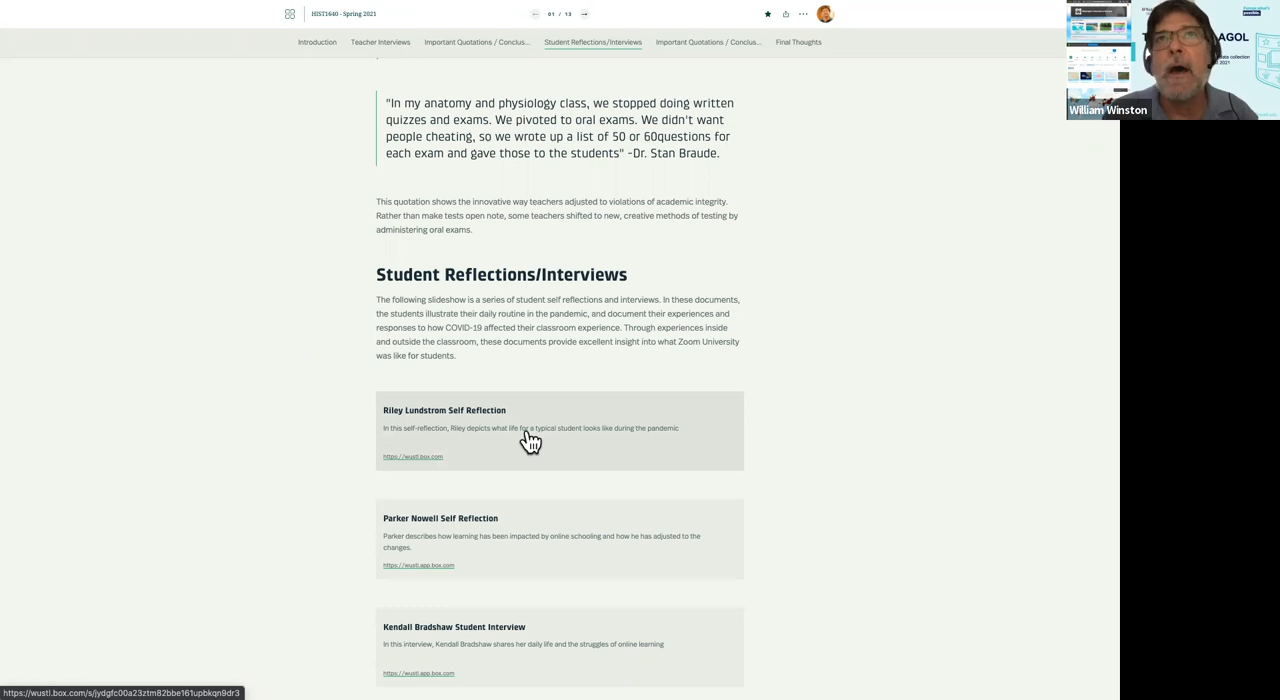 HIST1640 - Spring 2021
01 / 13
Introduction
Teacher Interviews
Important Quotations / Conclus...
Student Reflections/Interviews
Important Quotations / Conclus...
Final Thoughts
"In my anatomy and physiology class, we stopped doing written
quizzes and exams. We pivoted to oral exams. We didn't want
people cheating, so we wrote up a list of 50 or 60questions for
each exam and gave those to the students" -Dr. Stan Braude.
This quotation shows the innovative way teachers adjusted to violations of academic integrity.
Rather than make tests open note, some teachers shifted to new, creative methods of testing by
administering oral exams.
Student Reflections/Interviews
The following slideshow is a series of student self reflections and interviews. In these documents,
the students illustrate their daily routine in the pandemic, and document their experiences and
responses to how COVID-19 affected their classroom experience. Through experiences inside
and outside the classroom, these documents provide excellent insight into what Zoom University
was like for students.
Riley Lundstrom Self Reflection
In this self-reflection, Riley depicts what life for a typical student looks like during the pandemic
https://wustl.box.com
Parker Nowell Self Reflection
Parker describes how learning has been impacted by online schooling and how he has adjusted to the
changes.
https://wustl.app.box.com
Kendall Bradshaw Student Interview
In this interview, Kendall Bradshaw shares her daily life and the struggles of online learning
https://wustl.app.box.com
https://wustl.box.com/s/jydgfc00a23ztm82bbe161upbkqn9dr3
AGOL
data collection
2021
William Winston